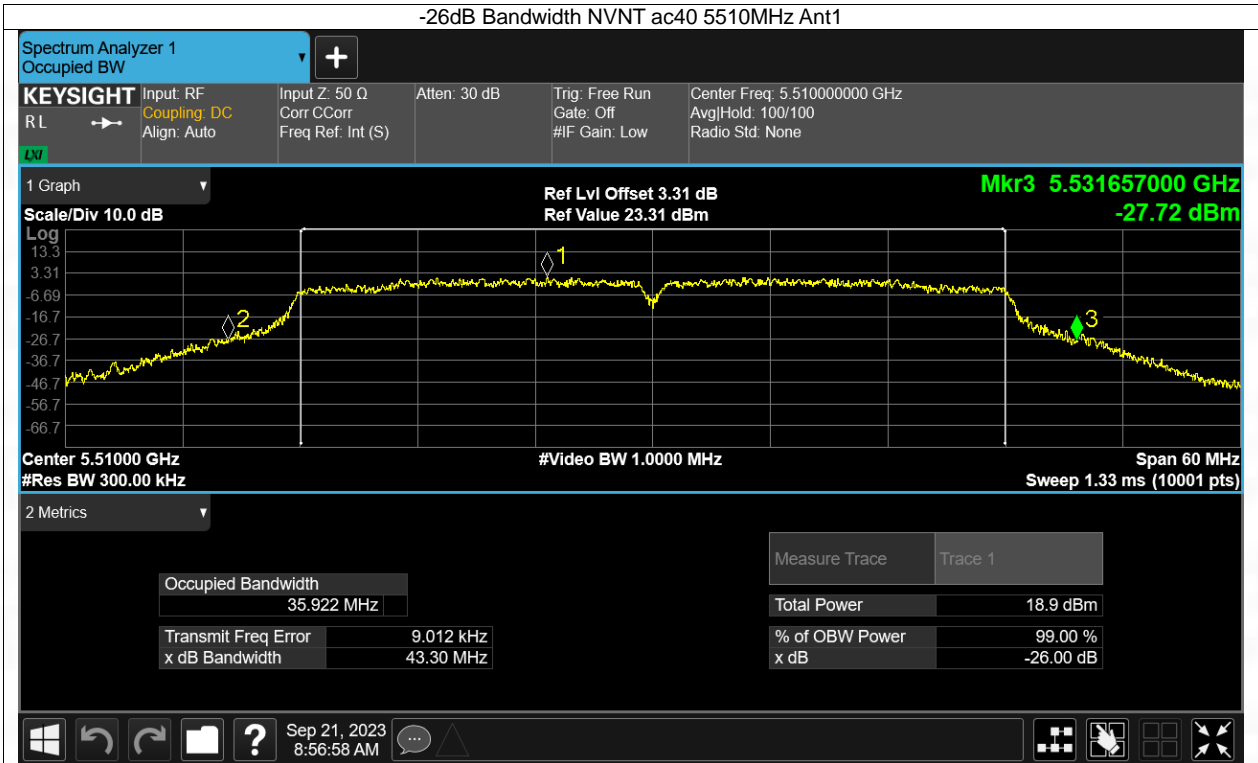 -26dB Bandwidth NVNT ac40 5510MHz Ant1
Spectrum Analyzer 1
Occupied BW
+
KEYSIGHT
R L
LXI
Input: RF
Coupling: DC
Align: Auto
Input Z: 50 Ω
Corr CCorr
Freq Ref: Int (S)
Atten: 30 dB
Trig: Free Run
Gate: Off
#IF Gain: Low
Center Freq: 5.510000000 GHz
Avg|Hold: 100/100
Radio Std: None
1 Graph
Scale/Div 10.0 dB
Ref Lvl Offset 3.31 dB
Ref Value 23.31 dBm
Mkr3 5.531657000 GHz
-27.72 dBm
Log
13.3
3.31
-6.69
-16.7
-26.7
-36.7
-46.7
-56.7
-66.7
1
2
3
Center 5.51000 GHz
#Video BW 1.0000 MHz
Span 60 MHz
#Res BW 300.00 kHz
Sweep 1.33 ms (10001 pts)
2 Metrics
Measure Trace Trace 1
Occupied Bandwidth
35.922 MHz
Total Power 18.9 dBm
Transmit Freq Error 9.012 kHz
% of OBW Power 99.00 %
x dB Bandwidth 43.30 MHz
x dB -26.00 dB
?
Sep 21, 2023
8:56:58 AM